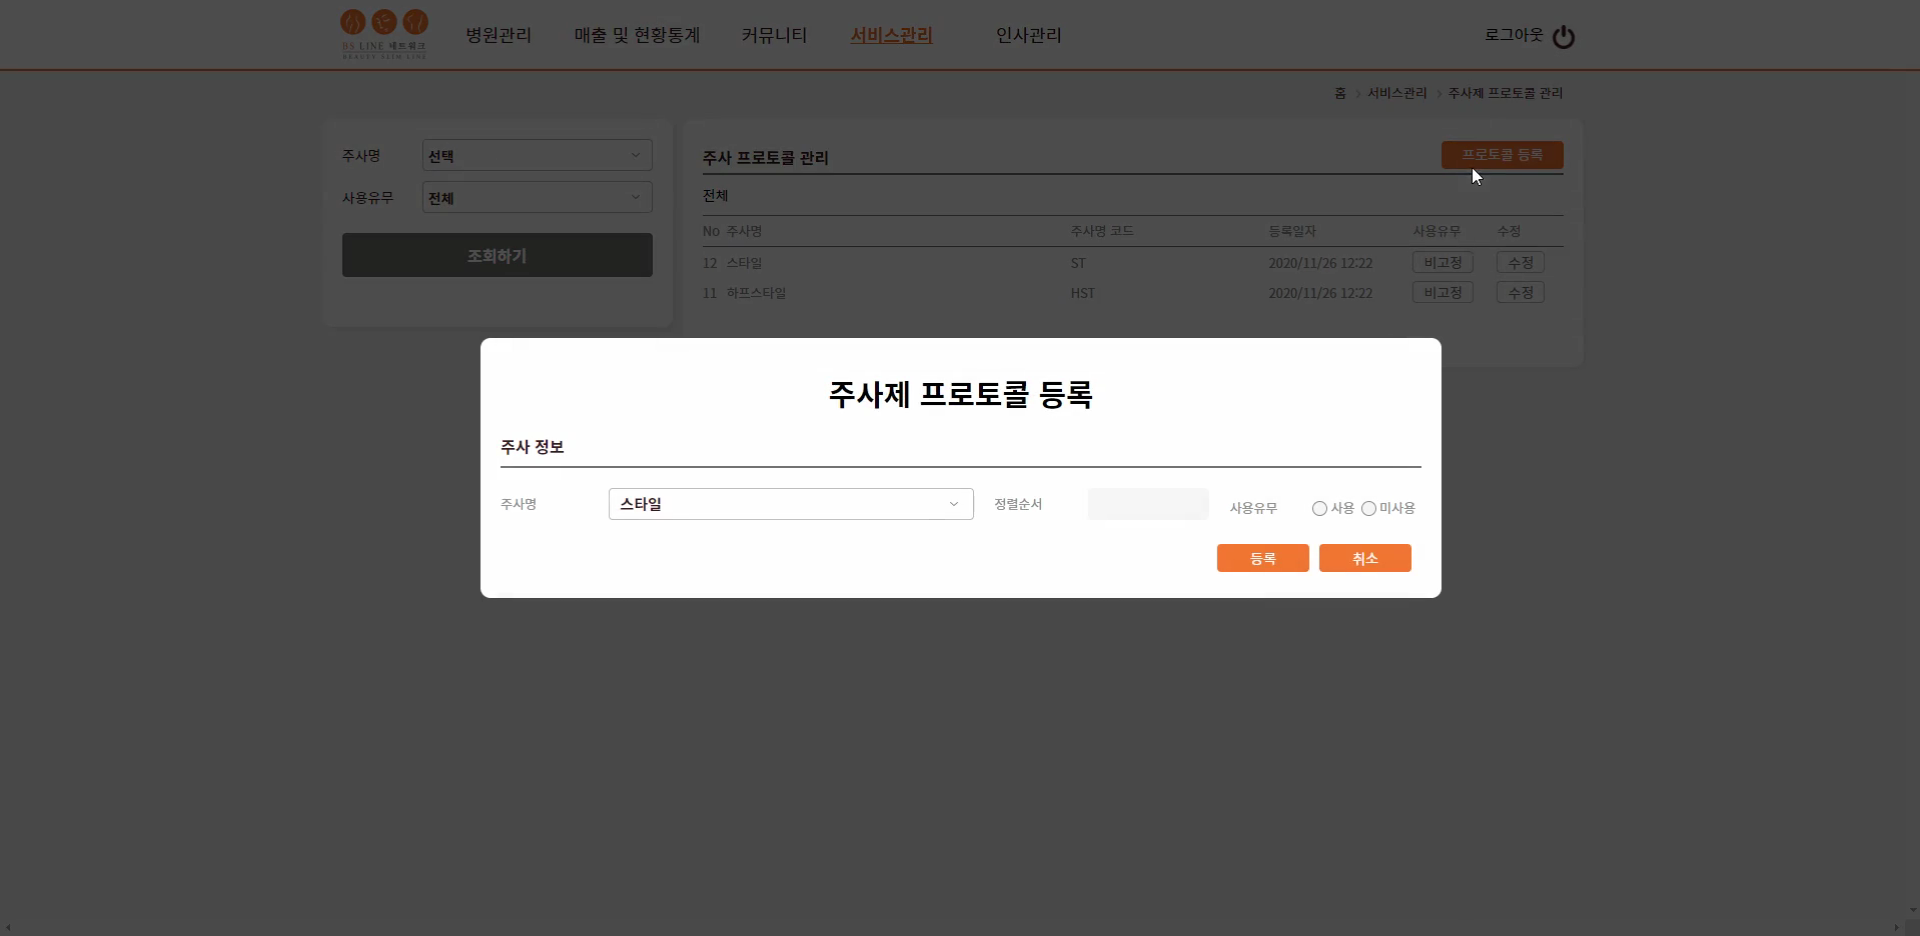 BS LINE 네트워크
BEAUTY SLIM LINE
병원관리 매출 및 현황통계 커뮤니티 서비스관리 인사관리 로그아웃
홈 > 서비스관리 > 주사제 프로토콜 관리
주사명 선택
사용유무 전체
조회하기
주사 프로토콜 관리 프로토콜 등록
전체
No 주사명 주사명 코드 등록일자 사용유무 수정
12 스타일 ST 2020/11/26 12:22 비고정 수정
11 하프스타일 HST 2020/11/26 12:22 비고정 수정
주사제 프로토콜 등록
주사 정보
주사명 스타일 정렬순서 사용유무 사용 미사용
등록 취소